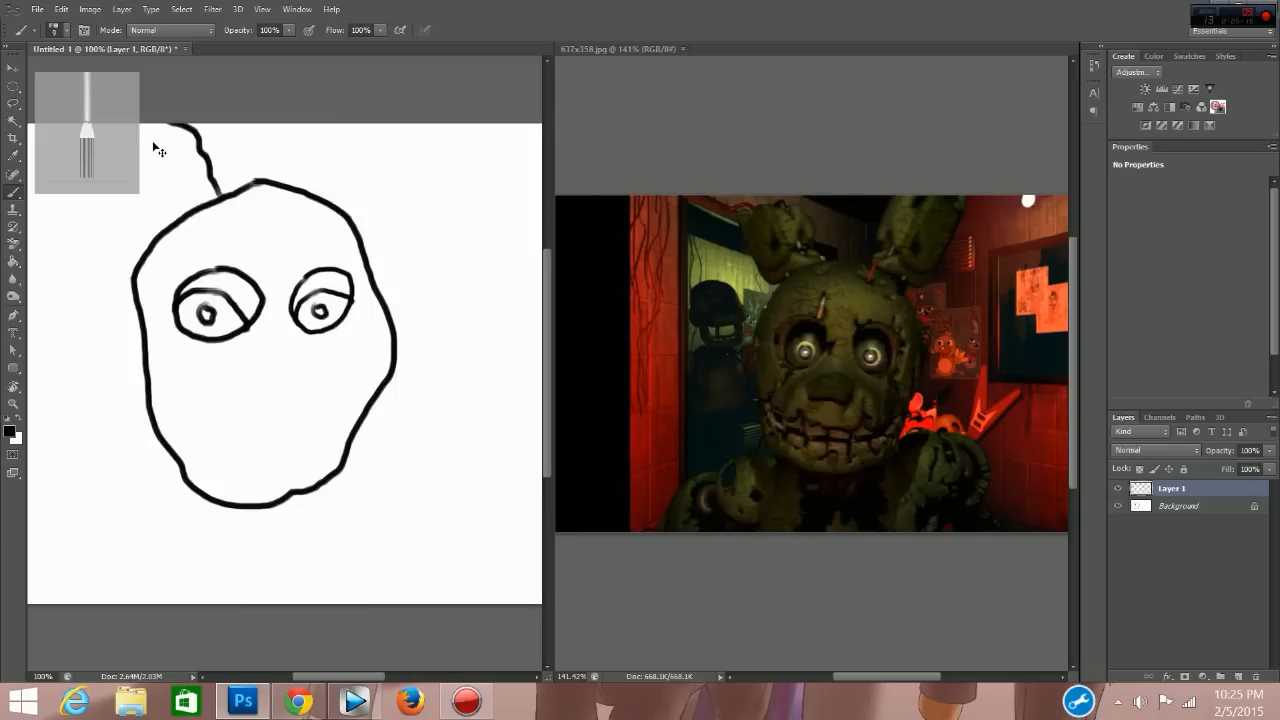 Ps File Edit Image Layer Type Select Filter 3D View Window Help
Mode: Normal Opacity: 100% Flow: 100%
Essentials
Untitled-1 @ 100% (Layer 1, RGB/8*) * ×
637x358.jpg @ 141% (RGB/8#) ×
Create Color Swatches Styles
Adjustm...
Properties
No Properties
Layers Channels Paths 3D
Kind
Normal Opacity: 100%
Lock: Fill: 100%
Layer 1
Background
100% Doc: 2.64M/2.03M
141.42% Doc: 668.1K/668.1K
Ps
10:25 PM
2/5/2015